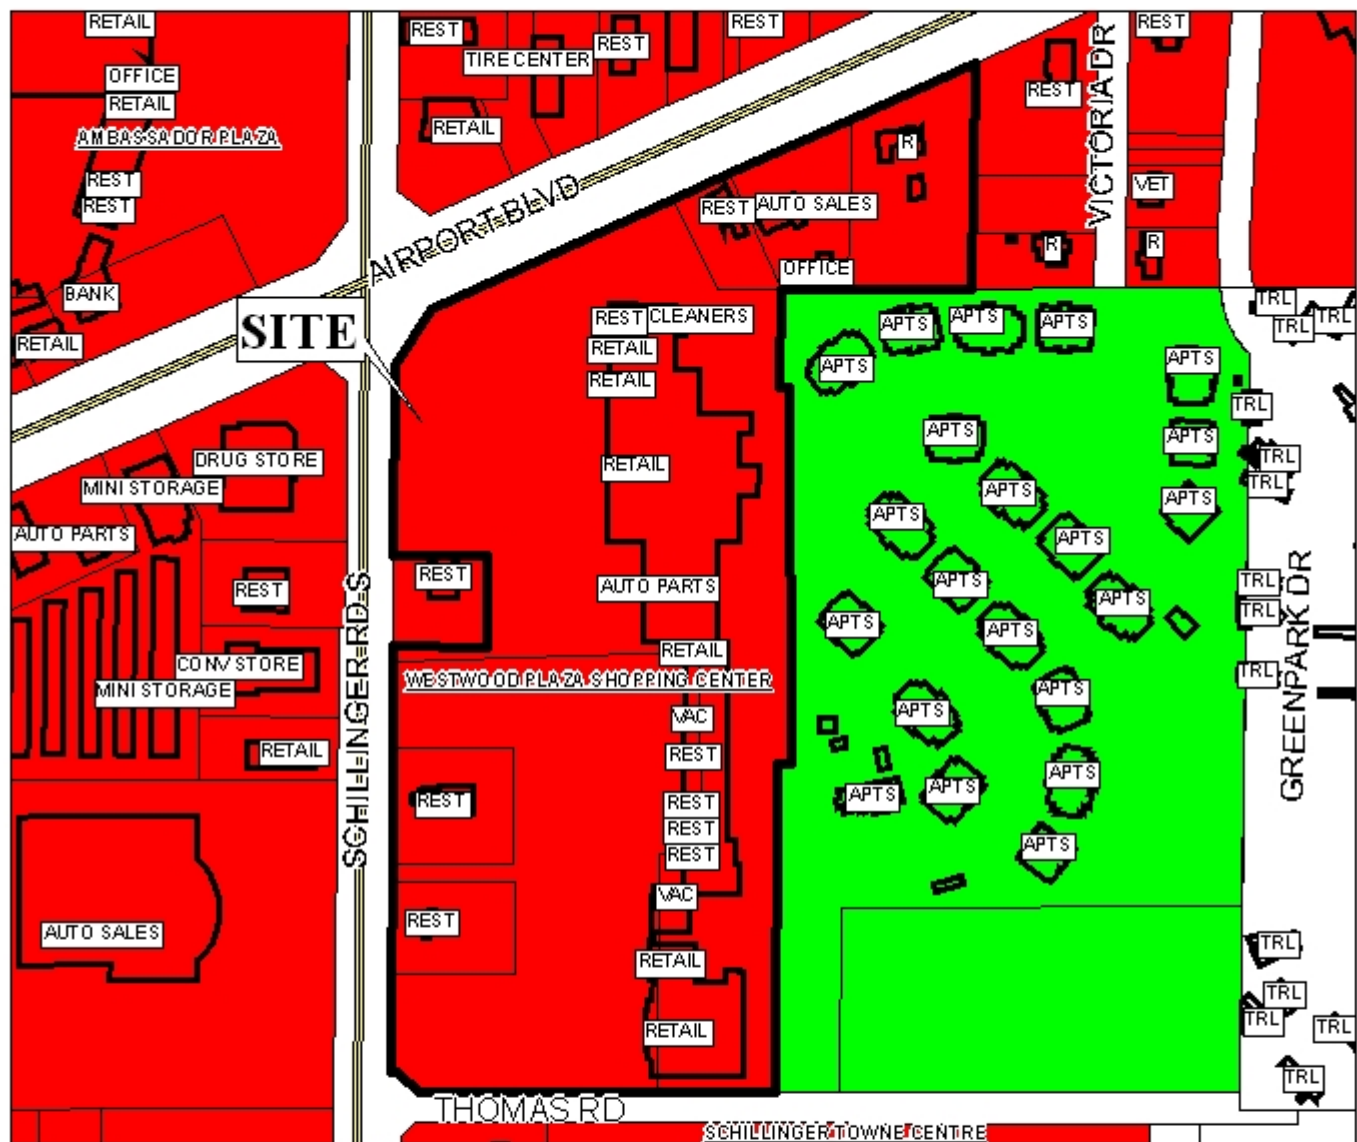 RETAIL
REST
REST
REST
REST
TIRE CENTER
OFFICE
RETAIL
AMBASSADOR PLAZA
RETAIL
REST
R
VICTORIA DR
REST
REST
VET
AIRPORT BLVD
REST
AUTO SALES
R
R
OFFICE
BANK
RETAIL
SITE
REST
CLEANERS
RETAIL
RETAIL
RETAIL
APTS
APTS
APTS
APTS
APTS
TRL
TRL
TRL
TRL
APTS
APTS
TRL
TRL
DRUG STORE
MINI STORAGE
AUTO PARTS
APTS
APTS
APTS
APTS
REST
REST
AUTO PARTS
APTS
APTS
TRL
TRL
APTS
APTS
SCHILLINGER RD S
GREENPARK DR
CONV STORE
MINI STORAGE
RETAIL
WESTWOOD PLAZA SHOPPING CENTER
TRL
APTS
APTS
VAC
RETAIL
REST
REST
REST
REST
REST
APTS
APTS
APTS
APTS
VAC
REST
AUTO SALES
RETAIL
RETAIL
TRL
TRL
TRL
TRL
TRL
THOMAS RD
SCHILLINGER TOWNE CENTRE